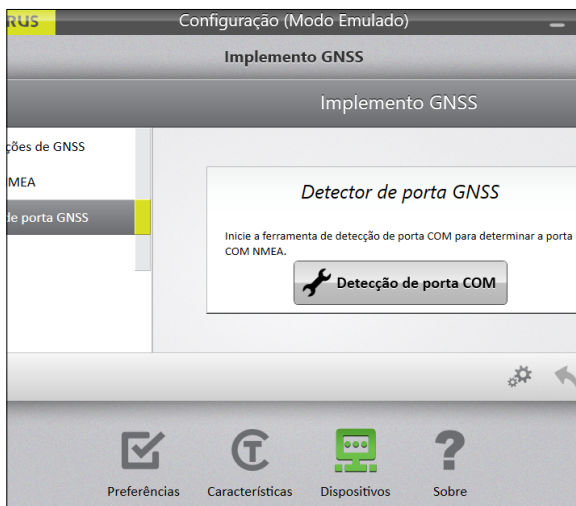 RUS
Configuração (Modo Emulado)
Implemento GNSS
Implemento GNSS
ções de GNSS
MEA
de porta GNSS
Detector de porta GNSS
Inicie a ferramenta de detecção de porta COM para determinar a porta
COM NMEA.
Detecção de porta COM
Preferências
Características
Dispositivos
Sobre